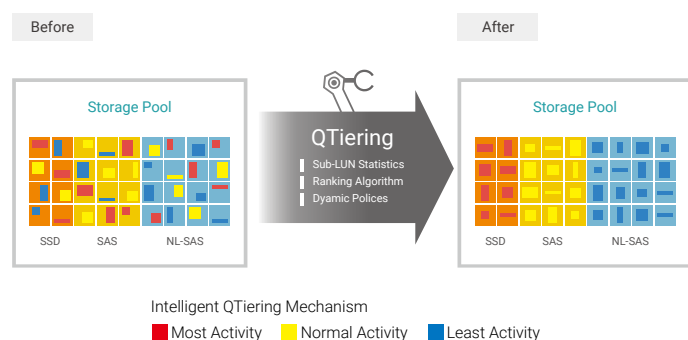 Before
After
Storage Pool
SSD SAS NL-SAS
QTiering
Sub-LUN Statistics
Ranking Algorithm
Dyamic Polices
Storage Pool
SSD SAS NL-SAS
Intelligent QTiering Mechanism
Most Activity Normal Activity Least Activity